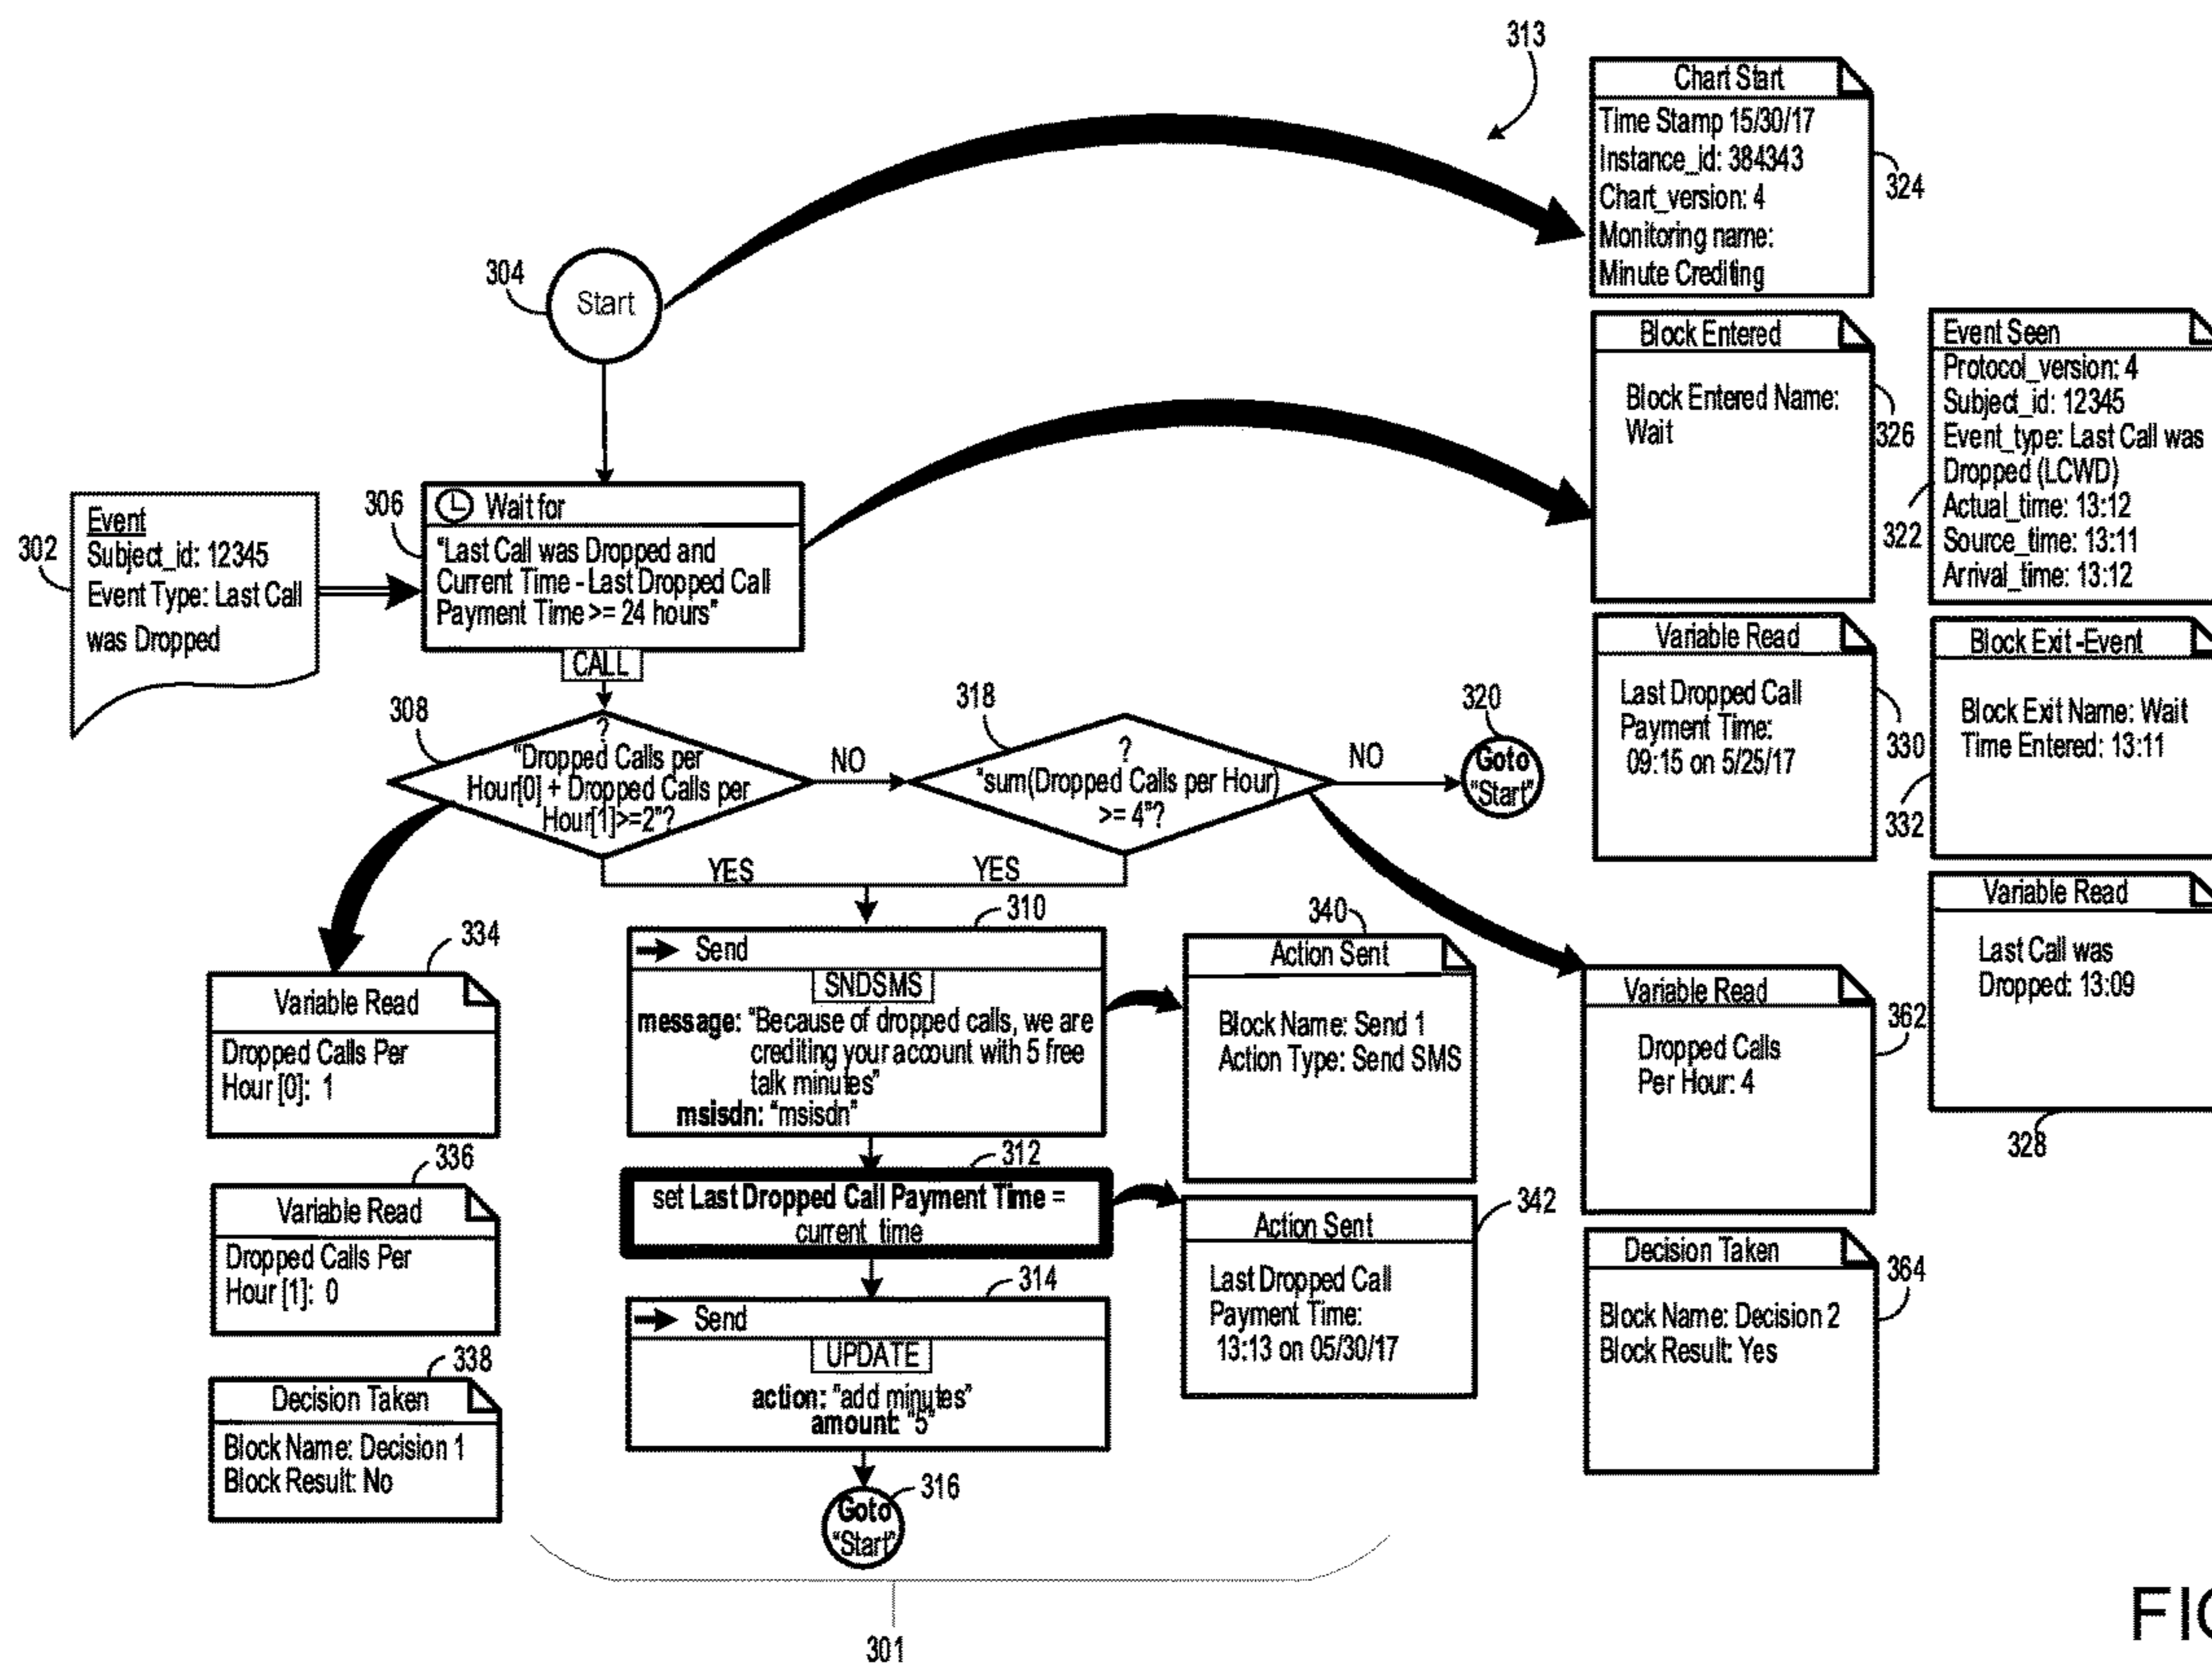 313
Chart Start
Time Stamp 15/30/17
Instance_id: 384343
Chart_version: 4
Monitoring name:
Minute Crediting
324
304
Start
Block Entered
Block Entered Name:
Wait
326
Event Seen
Protocol_version: 4
Subject_id: 12345
Event_type: Last Call was
Dropped (LCWD)
Actual_time: 13:12
Source_time: 13:11
Arrival_time: 13:12
322
302
Event
Subject_id: 12345
Event Type: Last Call
was Dropped
306
Wait for
"Last Call was Dropped and
Current Time - Last Dropped Call
Payment Time >= 24 hours"
CALL
Variable Read
Last Dropped Call
Payment Time:
09:15 on 5/25/17
330
Block Exit -Event
Block Exit Name: Wait
Time Entered: 13:11
332
308
?
"Dropped Calls per
Hour[0] + Dropped Calls per
Hour[1]>=2"?
NO
YES
318
?
"sum(Dropped Calls per Hour)
>= 4"?
NO
YES
320
Goto
"Start"
Variable Read
Last Call was
Dropped: 13:09
328
334
Variable Read
Dropped Calls Per
Hour [0]: 1
336
Variable Read
Dropped Calls Per
Hour [1]: 0
338
Decision Taken
Block Name: Decision 1
Block Result: No
310
Send
SNDSMS
message: "Because of dropped calls, we are
crediting your account with 5 free
talk minutes"
msisdn: "msisdn"
340
Action Sent
Block Name: Send 1
Action Type: Send SMS
Variable Read
Dropped Calls
Per Hour: 4
362
312
set Last Dropped Call Payment Time =
current_time
342
Action Sent
Last Dropped Call
Payment Time:
13:13 on 05/30/17
Decision Taken
Block Name: Decision 2
Block Result: Yes
364
314
Send
UPDATE
action: "add minutes"
amount: "5"
316
Goto
"Start"
301
FIG